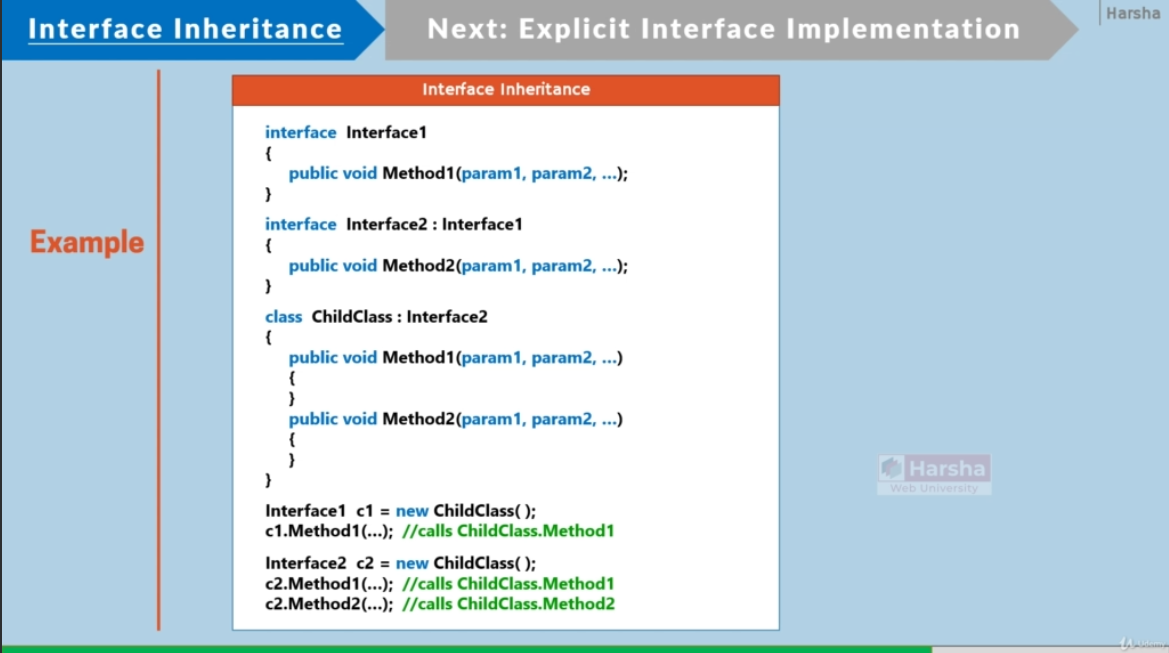 Interface Inheritance
Next: Explicit Interface Implementation
Harsha
Example
Interface Inheritance
interface Interface1
{
public void Method1(param1, param2, ...);
}
interface Interface2 : Interface1
{
public void Method2(param1, param2, ...);
}
class ChildClass : Interface2
{
public void Method1(param1, param2, ...)
{
}
public void Method2(param1, param2, ...)
{
}
}
Interface1 c1 = new ChildClass( );
c1.Method1(...); //calls ChildClass.Method1
Interface2 c2 = new ChildClass( );
c2.Method1(...); //calls ChildClass.Method1
c2.Method2(...); //calls ChildClass.Method2
Harsha
Web University
Udemy